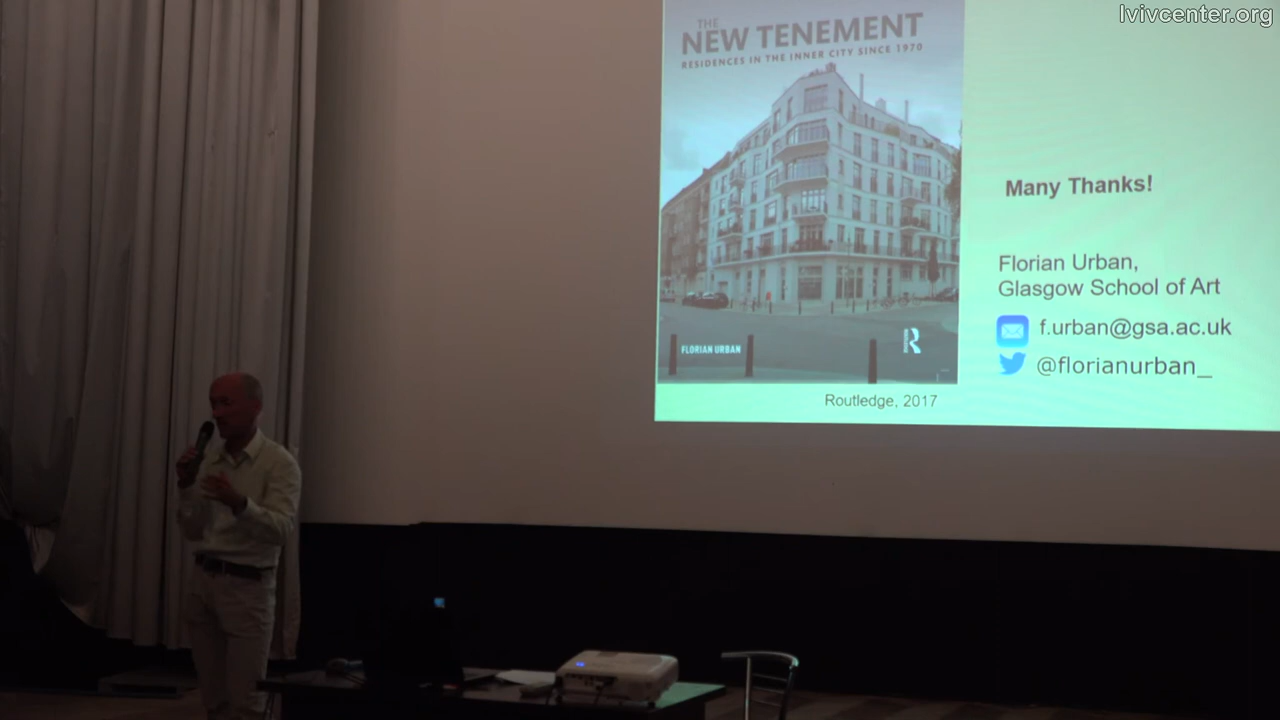 lvivcenter.org
THE
NEW TENEMENT
RESIDENCES IN THE INNER CITY SINCE 1970
FLORIAN URBAN
R
Routledge, 2017
Many Thanks!
Florian Urban,
Glasgow School of Art
f.urban@gsa.ac.uk
@florianurban_